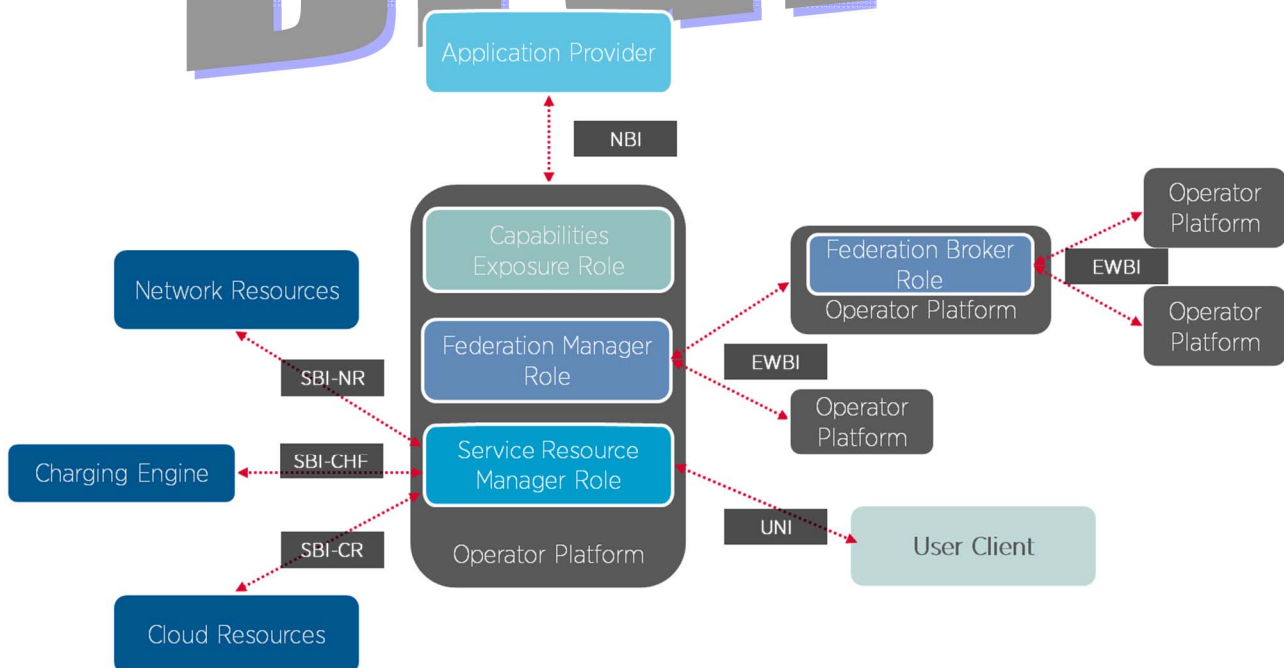 Application Provider
NBI
Capabilities
Exposure Role
Network Resources
Federation Manager
Role
SBI-NR
Charging Engine
SBI-CHF
Service Resource
Manager Role
SBI-CR
Operator Platform
Cloud Resources
Federation Broker
Role
Operator Platform
EWBI
Operator
Platform
Operator
Platform
EWBI
Operator
Platform
UNI
User Client